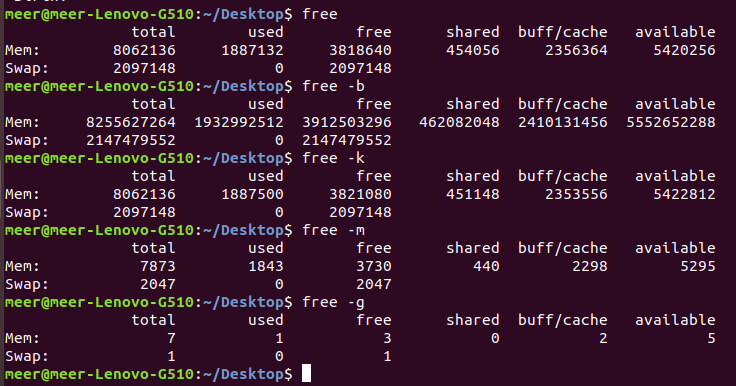 meer@meer-Lenovo-G510:~/Desktop$ free
              total        used        free      shared  buff/cache   available
Mem:        8062136     1887132     3818640      454056     2356364     5420256
Swap:       2097148           0     2097148
meer@meer-Lenovo-G510:~/Desktop$ free -b
              total        used        free      shared  buff/cache   available
Mem:     8255627264  1932992512  3912503296   462082048  2410131456  5552652288
Swap:    2147479552           0  2147479552
meer@meer-Lenovo-G510:~/Desktop$ free -k
              total        used        free      shared  buff/cache   available
Mem:        8062136     1887500     3821080      451148     2353556     5422812
Swap:       2097148           0     2097148
meer@meer-Lenovo-G510:~/Desktop$ free -m
              total        used        free      shared  buff/cache   available
Mem:           7873        1843        3730         440        2298        5295
Swap:          2047           0        2047
meer@meer-Lenovo-G510:~/Desktop$ free -g
              total        used        free      shared  buff/cache   available
Mem:              7           1           3           0           2           5
Swap:             1           0           1
meer@meer-Lenovo-G510:~/Desktop$